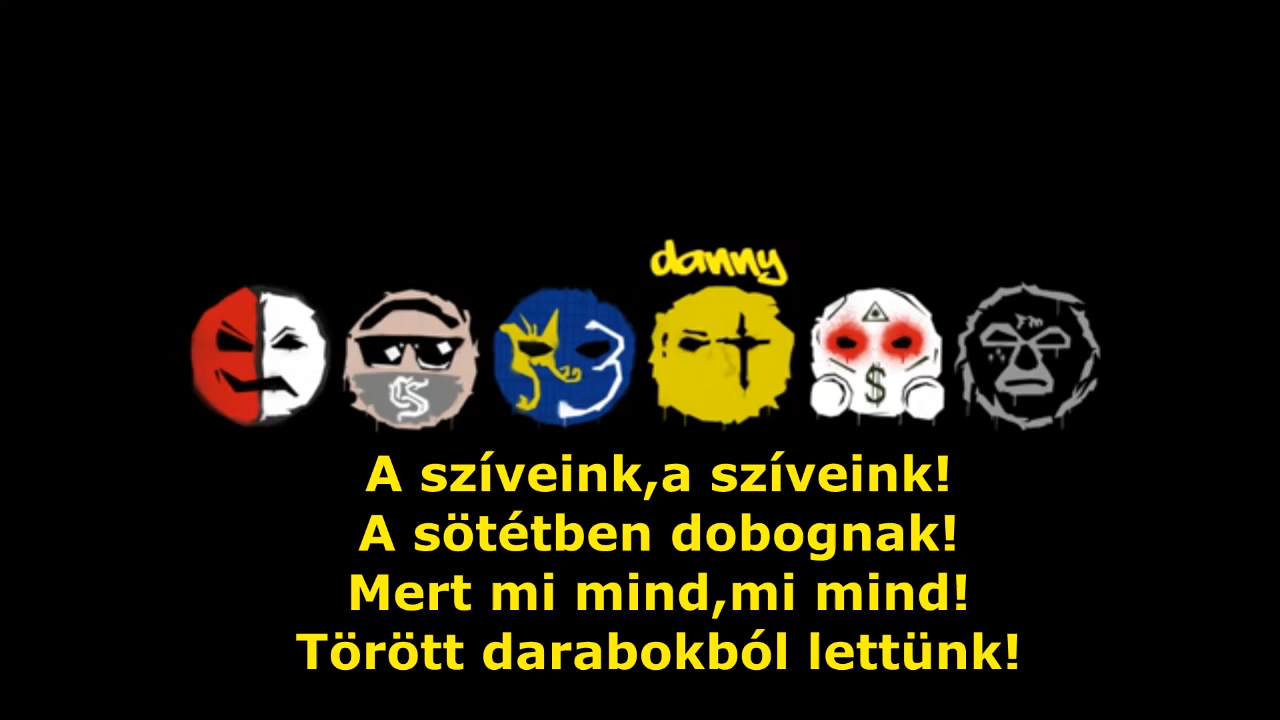 danny
$
A szíveink,a szíveink!
A sötétben dobognak!
Mert mi mind,mi mind!
Törött darabokból lettünk!